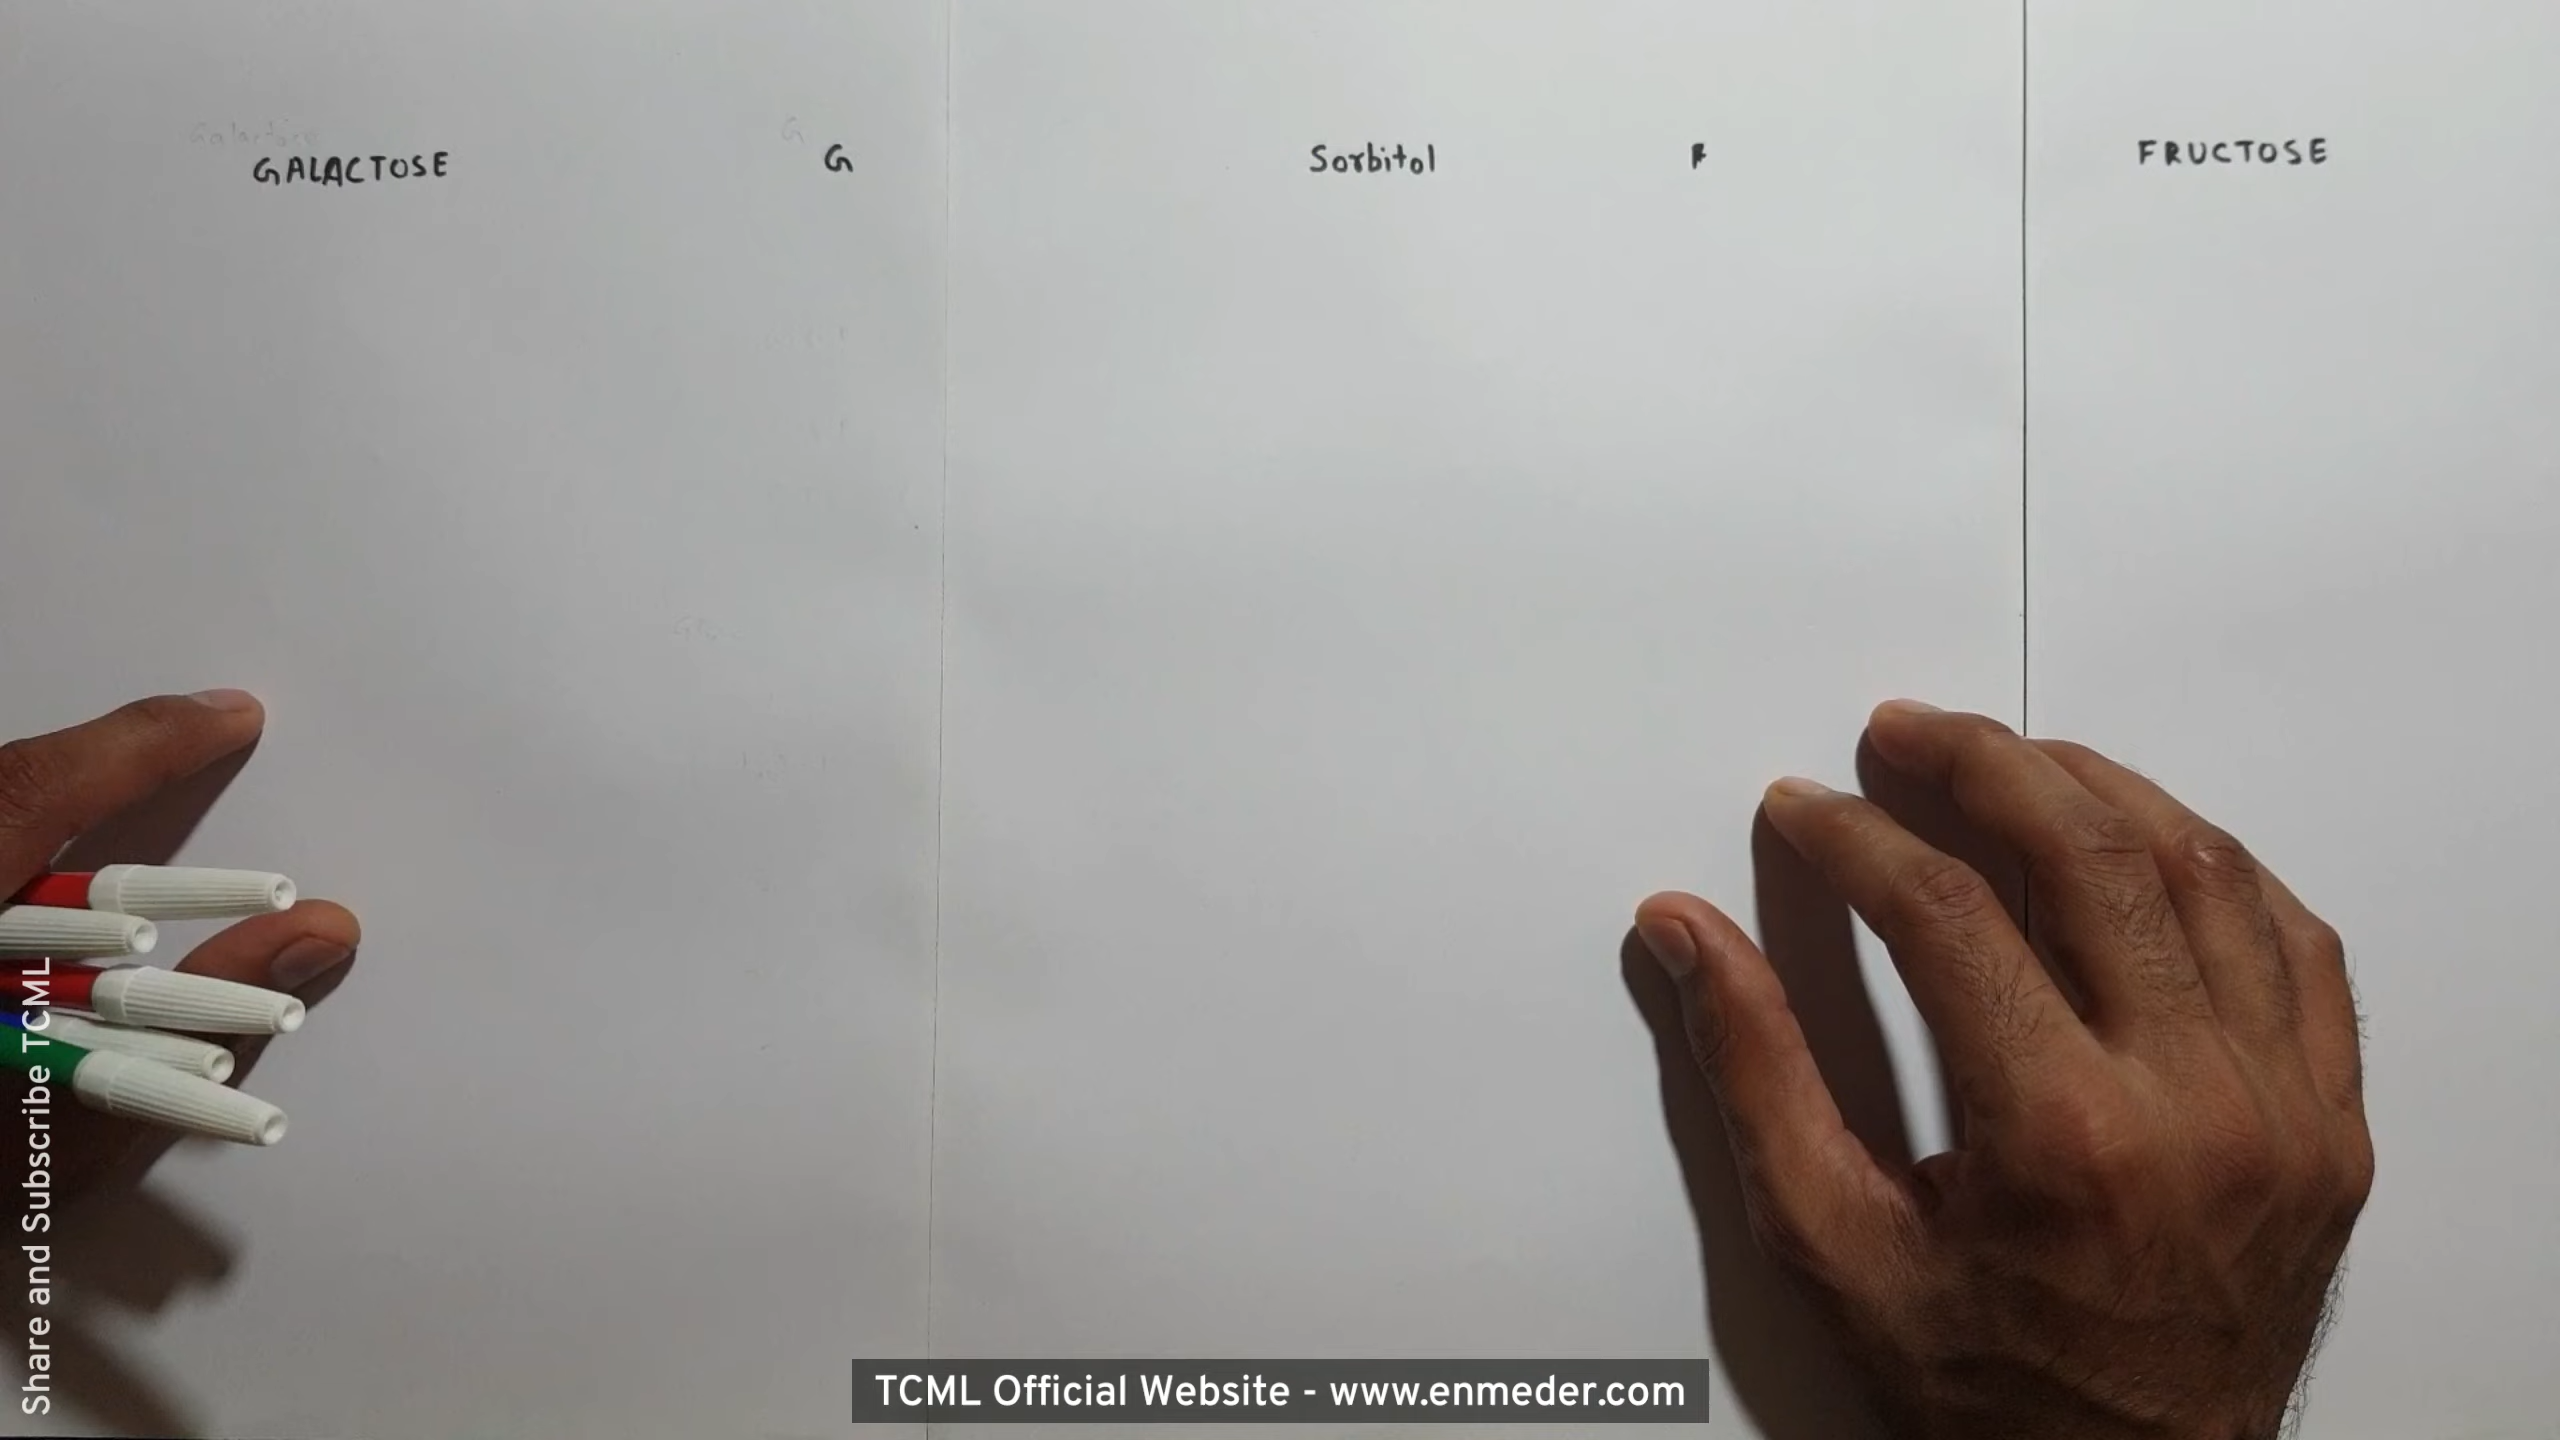 GALACTOSE G Sorbitol F FRUCTOSE
Share and Subscribe TCML
TCML Official Website - www.enmeder.com